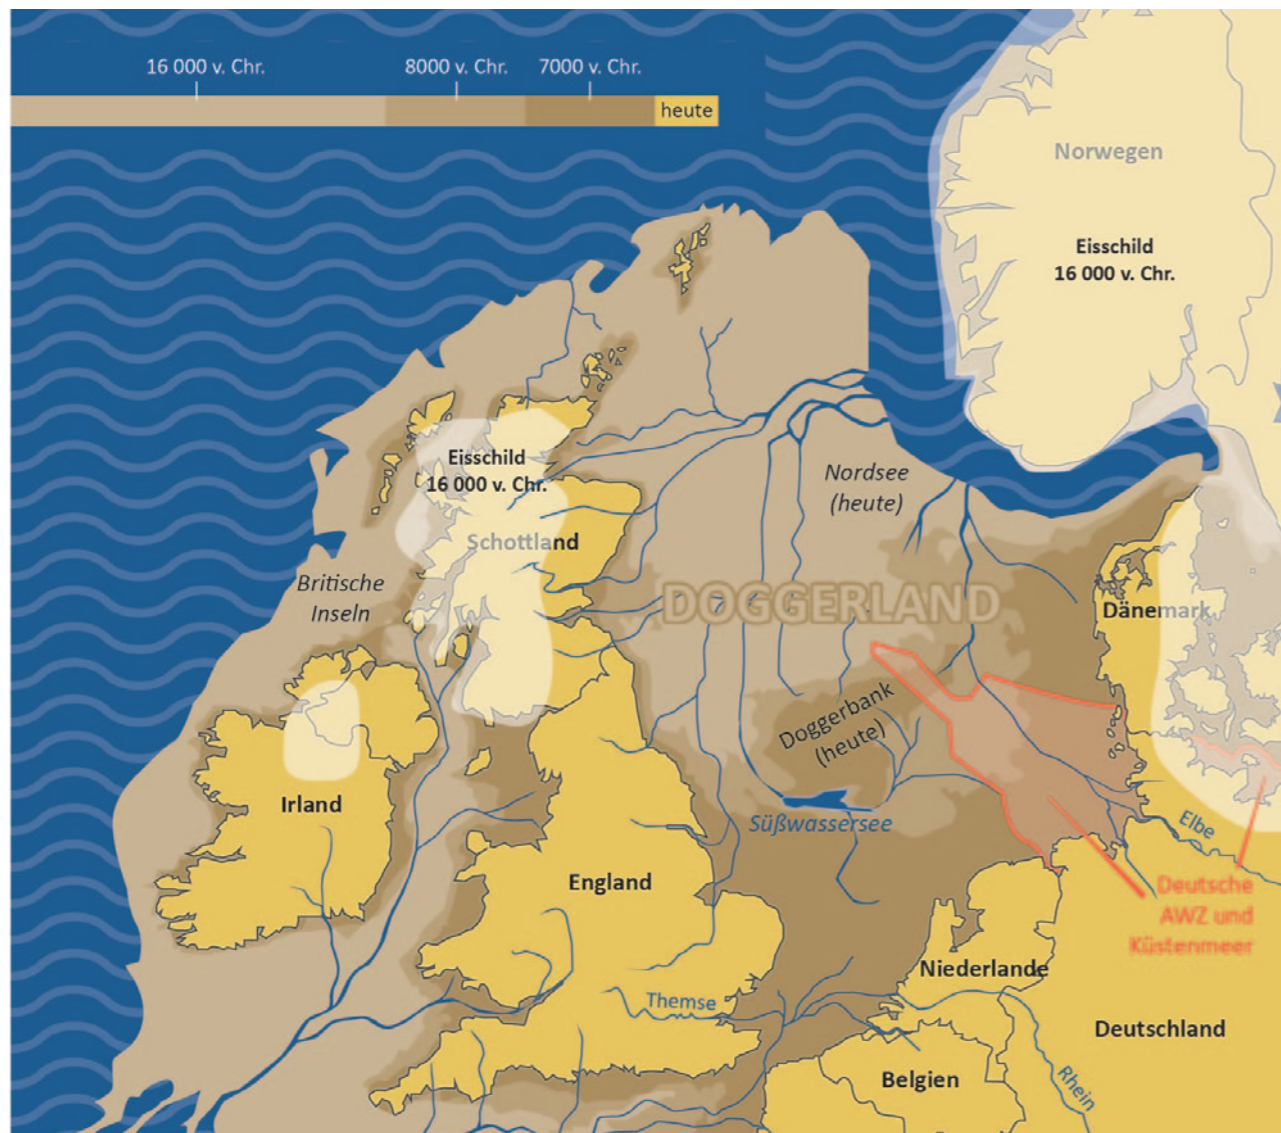 16 000 v. Chr.
8000 v. Chr.
7000 v. Chr.
heute
Norwegen
Eisschild
16 000 v. Chr.
Eisschild
16 000 v. Chr.
Nordsee
(heute)
Schottland
Britische
Inseln
DOGGERLAND
Dänemark
Doggerbank
(heute)
Irland
Süßwassersee
Elbe
England
Deutsche
AWZ und
Küstenmeer
Niederlande
Themse
Deutschland
Belgien
Rhein